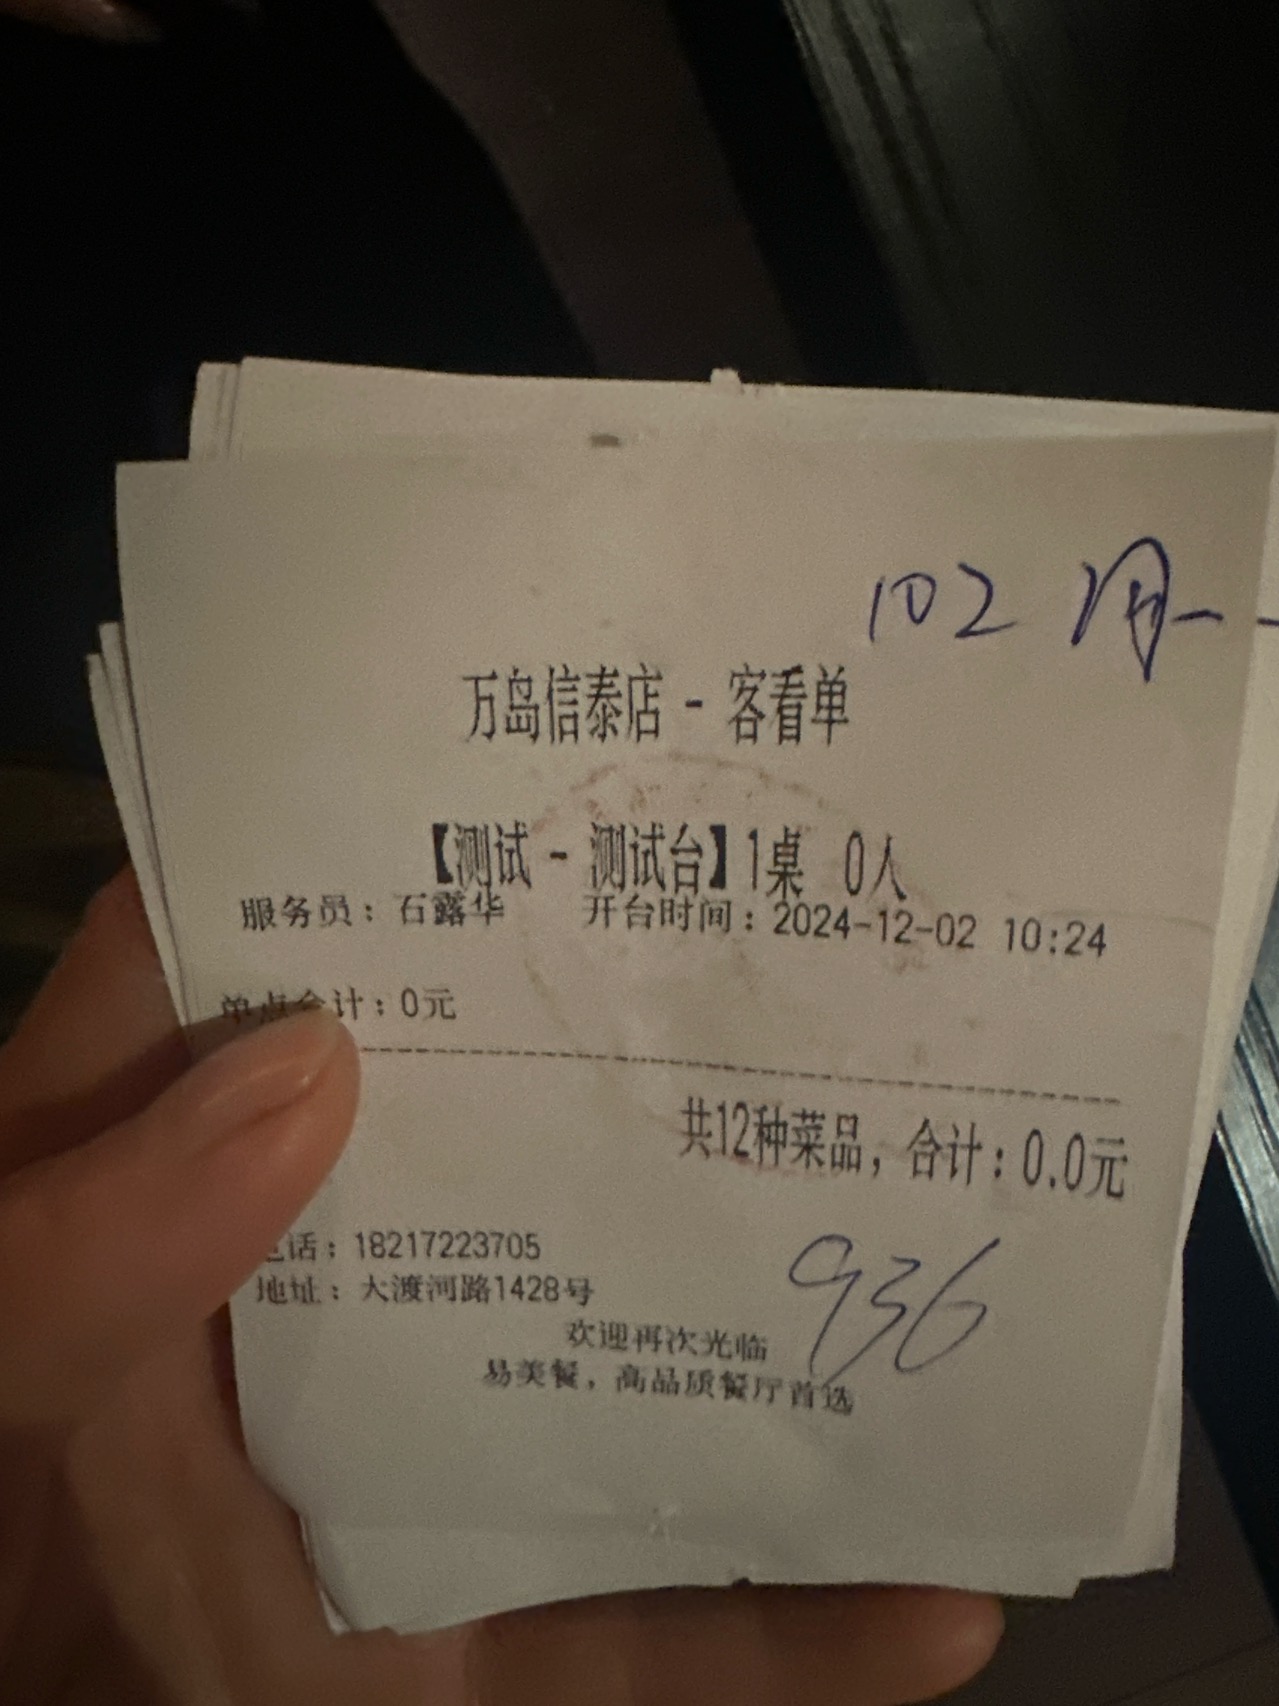 102
万岛信泰店 - 客看单
【测试 - 测试台】1桌 0人
服务员：石露华 开台时间：2024-12-02 10:24
单点合计：0元
共12种菜品，合计：0.0元
电话：18217223705
地址：大渡河路1428号
936
欢迎再次光临
易美餐，高品质餐厅首选